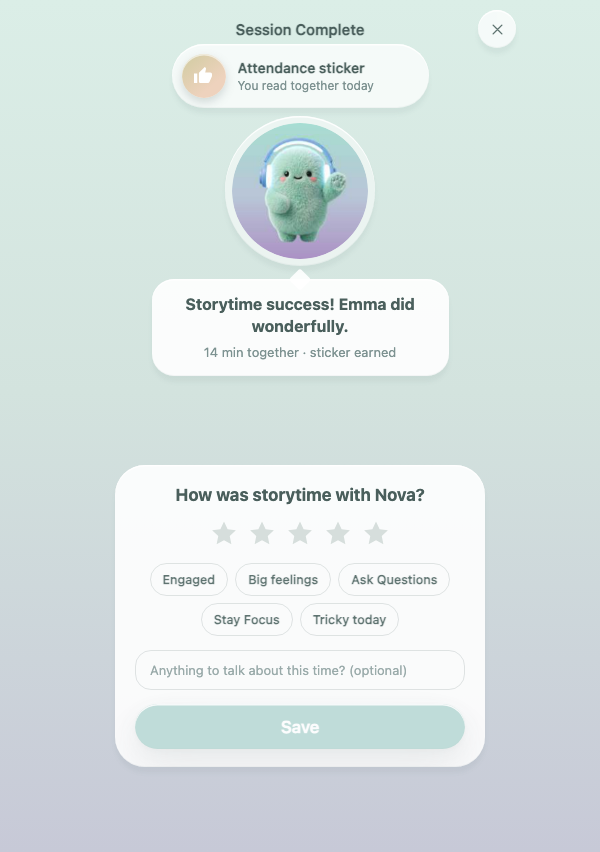 Session Complete
Attendance sticker
You read together today
Storytime success! Emma did
wonderfully.
14 min together · sticker earned
How was storytime with Nova?
Engaged
Big feelings
Ask Questions
Stay Focus
Tricky today
Anything to talk about this time? (optional)
Save